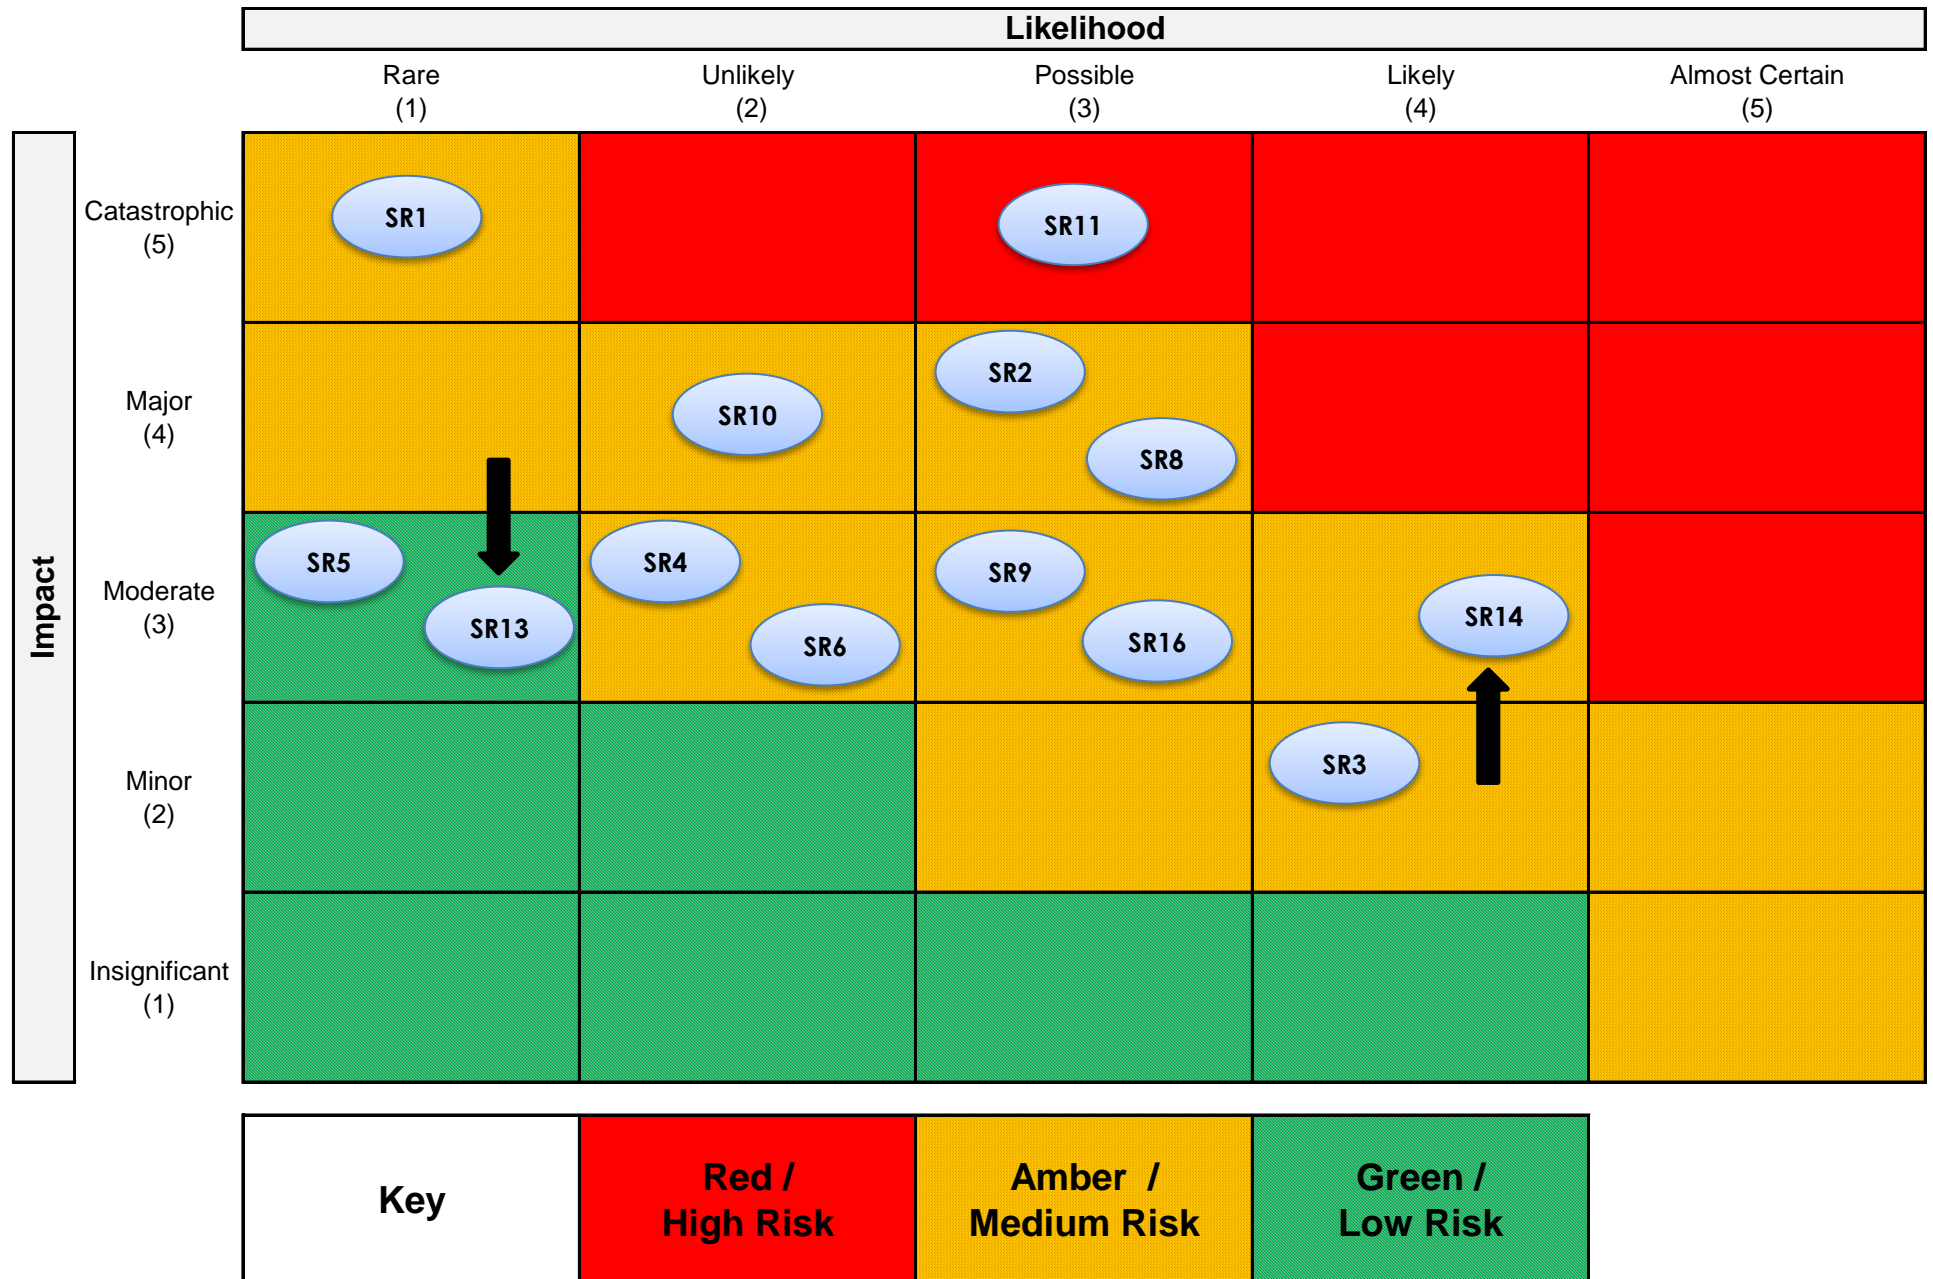 Likelihood
Rare
(1)
Unlikely
(2)
Possible
(3)
Likely
(4)
Almost Certain
(5)
Impact
Catastrophic
(5)
SR1
SR11
Major
(4)
SR10
SR2
SR8
Moderate
(3)
SR5
SR13
SR4
SR6
SR9
SR16
SR14
Minor
(2)
SR3
Insignificant
(1)
Key
Red /
High Risk
Amber /
Medium Risk
Green /
Low Risk